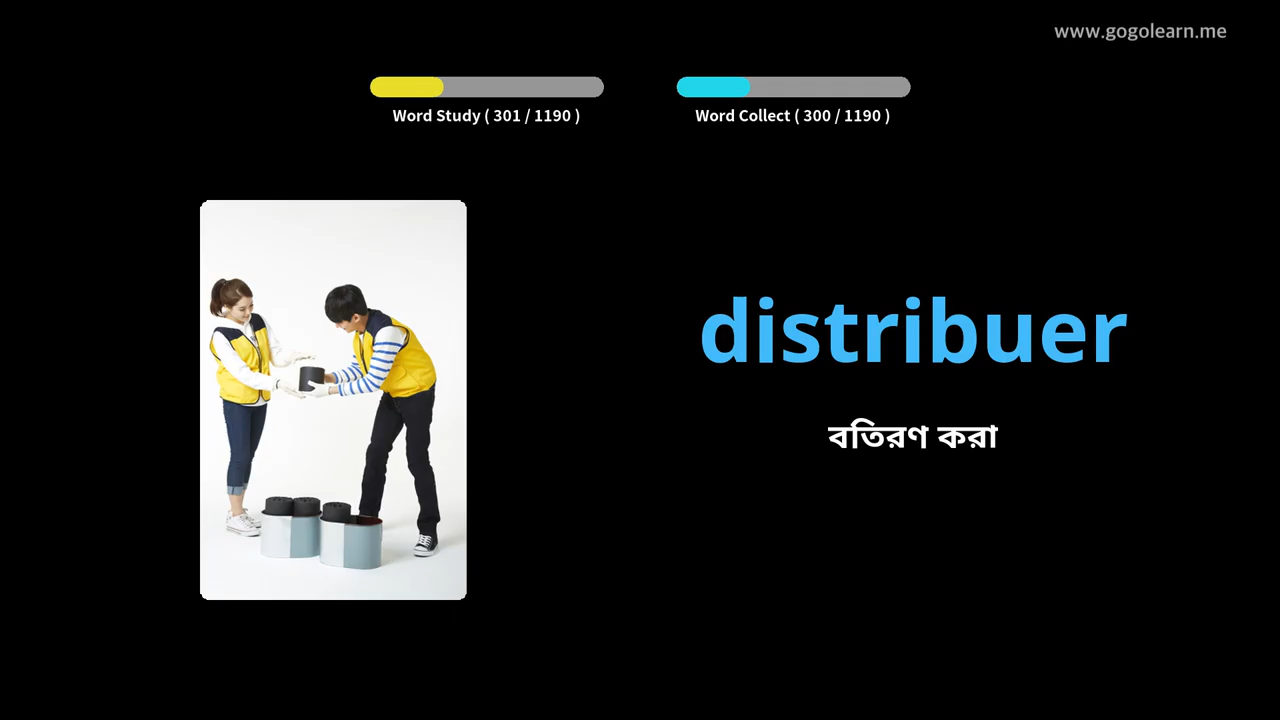 www.gogolearn.me
Word Study ( 301 / 1190 )
Word Collect ( 300 / 1190 )
distribuer
বতিরণ করা